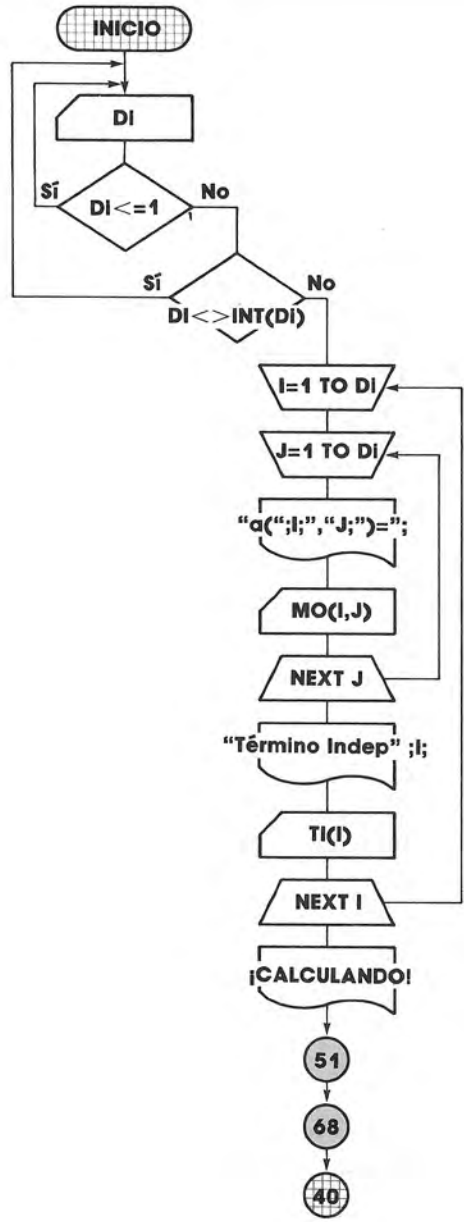 INICIO
Di
Sí
No
Di<=1
Sí
No
DI<>INT(Di)
I=1 TO Di
J=1 TO Di
“a(“;I;”,“J;”)=”;
MO(I,J)
NEXT J
“Término Indep” ;I;
TI(I)
NEXT I
¡CALCULANDO!
51
68
40